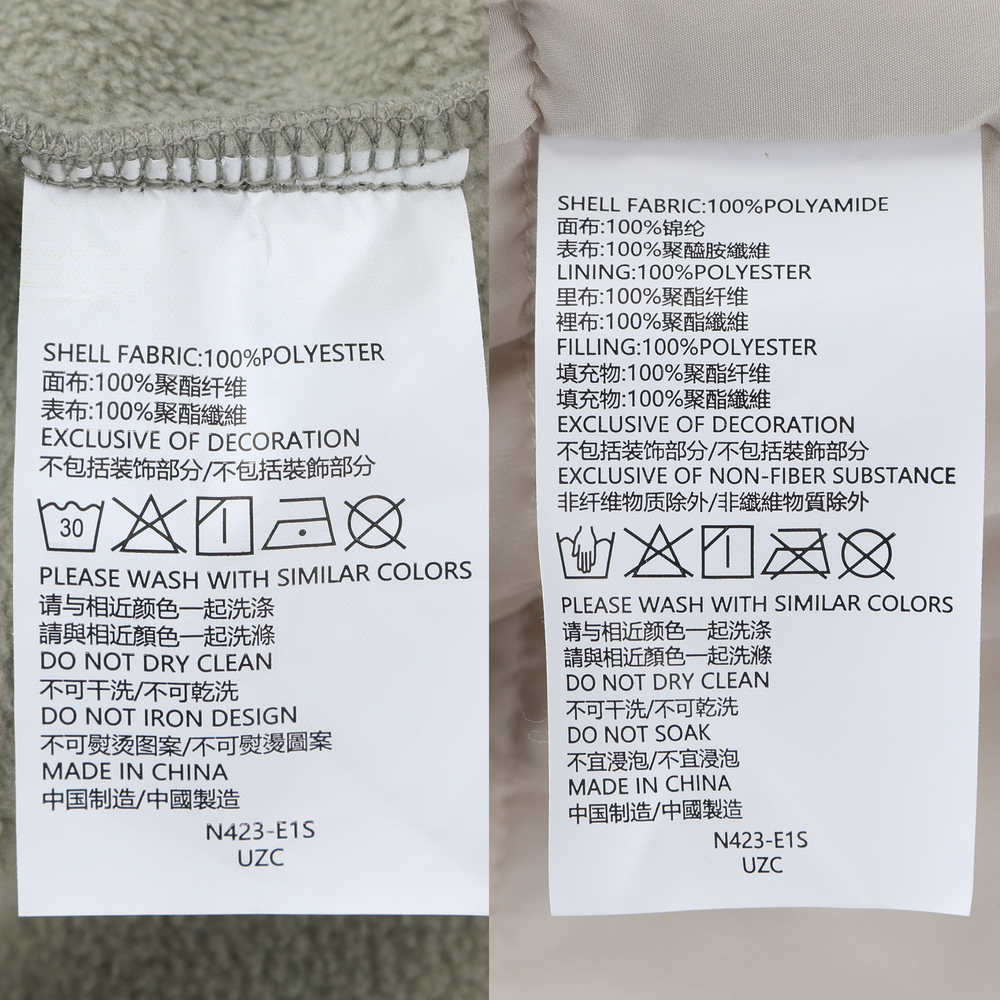 SHELL FABRIC:100%POLYESTER
面布:100%聚酯纤维
表布:100%聚酯纖維
EXCLUSIVE OF DECORATION
不包括装饰部分/不包括裝飾部分
30
PLEASE WASH WITH SIMILAR COLORS
请与相近颜色一起洗涤
請與相近顏色一起洗滌
DO NOT DRY CLEAN
不可干洗/不可乾洗
DO NOT IRON DESIGN
不可熨烫图案/不可熨燙圖案
MADE IN CHINA
中国制造/中國製造
N423-E1S
UZC
SHELL FABRIC:100%POLYAMIDE
面布:100%锦纶
表布:100%聚醯胺纖維
LINING:100%POLYESTER
里布:100%聚酯纤维
裡布:100%聚酯纖維
FILLING:100%POLYESTER
填充物:100%聚酯纤维
填充物:100%聚酯纖維
EXCLUSIVE OF DECORATION
不包括装饰部分/不包括裝飾部分
EXCLUSIVE OF NON-FIBER SUBSTANCE
非纤维物质除外/非纖維物質除外
PLEASE WASH WITH SIMILAR COLORS
请与相近颜色一起洗涤
請與相近顏色一起洗滌
DO NOT DRY CLEAN
不可干洗/不可乾洗
DO NOT SOAK
不宜浸泡/不宜浸泡
MADE IN CHINA
中国制造/中國製造
N423-E1S
UZC